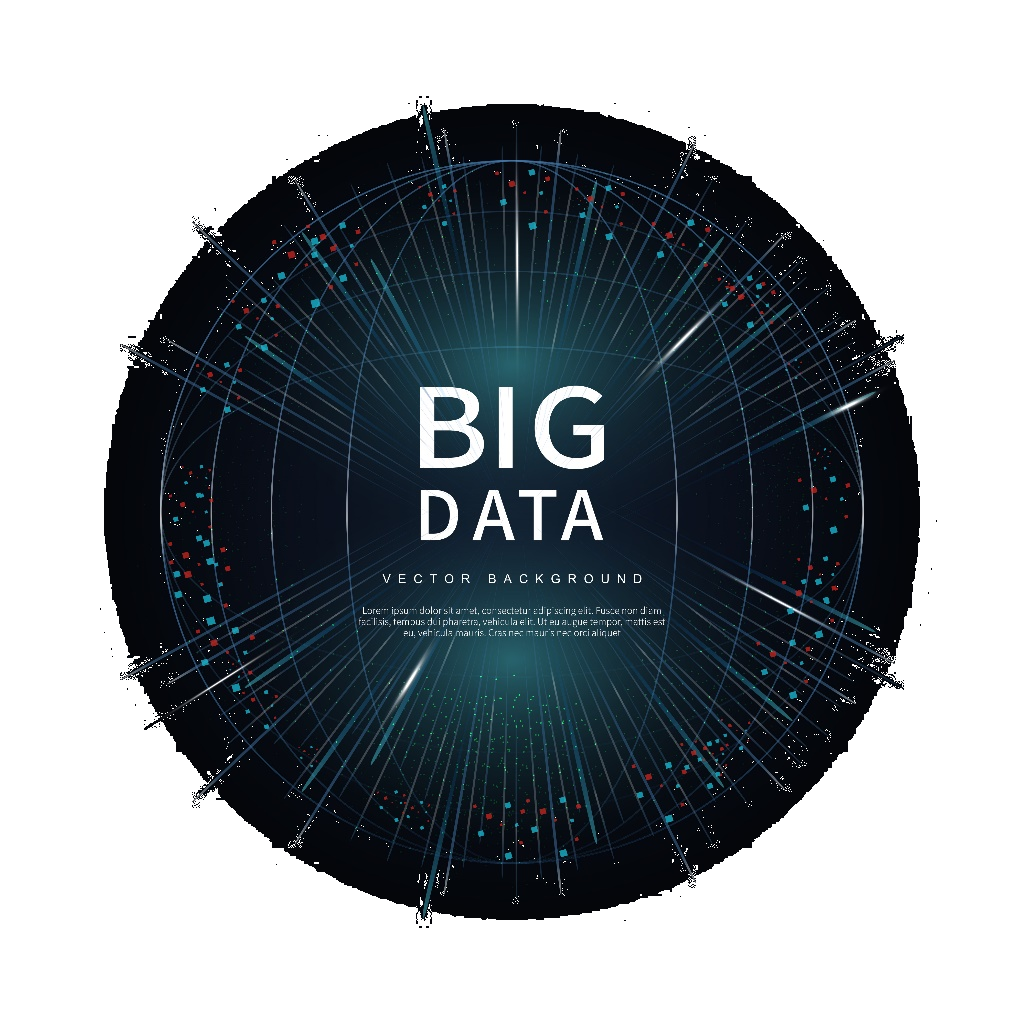 BIG
DATA
VECTOR BACKGROUND
Lorem ipsum dolor sit amet, consectetur adipiscing elit. Fusce non diam
facilisis, tempus dui pharetra, vehicula elit. Ut eu augue tempor, mattis est
eu, vehicula mauris. Cras nec mauris nec orci aliquet